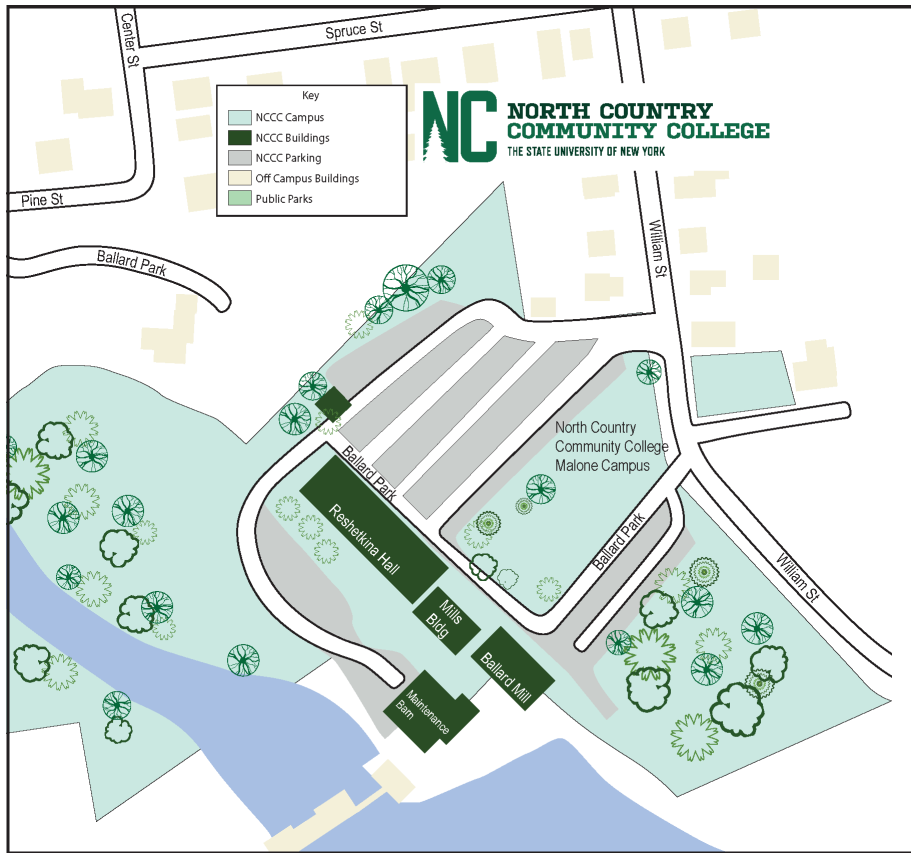 Center St
Spruce St
Key
NCCC Campus
NCCC Buildings
NCCC Parking
Off Campus Buildings
Public Parks
NC
NORTH COUNTRY
COMMUNITY COLLEGE
THE STATE UNIVERSITY OF NEW YORK
Pine St
Ballard Park
William St
North Country
Community College
Malone Campus
Ballard Park
Reshetkina Hall
Ballard Park
William St
Mills
Bldg
Ballard Mill
Maintenance
Barn